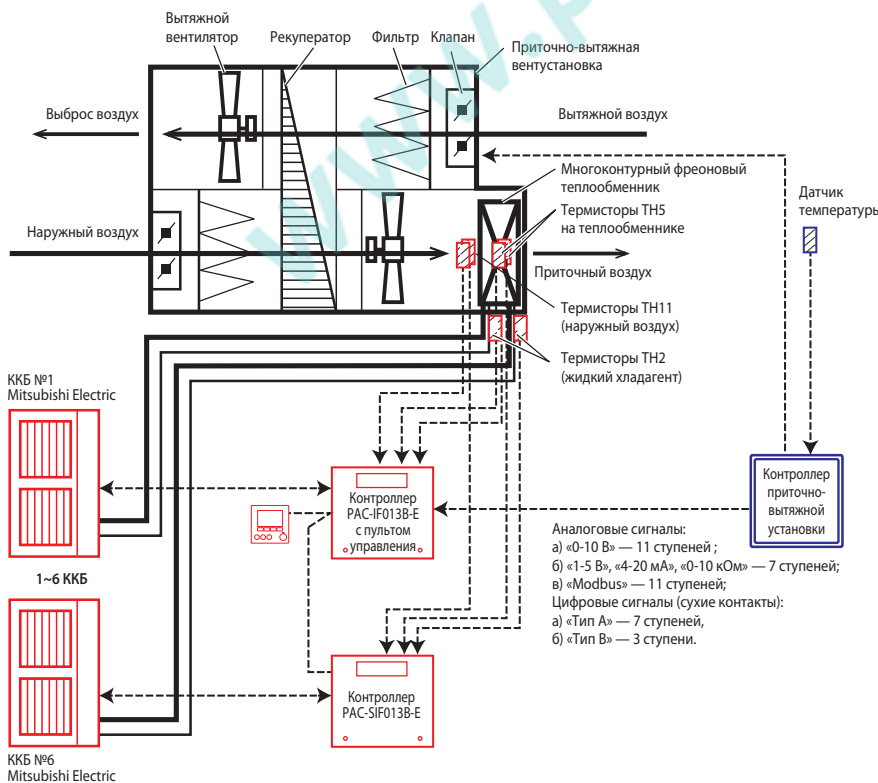 Вытяжной
вентилятор
Рекуператор
Фильтр
Клапан
Приточно-вытяжная
вентустановка
Выброс воздух
Вытяжной воздух
Многоконтурный фреоновый
теплообменник
Термисторы TH5
на теплообменнике
Датчик
температуры
Наружный воздух
Приточный воздух
Термисторы TH11
(наружный воздух)
Термисторы TH2
(жидкий хладагент)
ККБ №1
Mitsubishi Electric
Контроллер
PAC-IF013B-E
с пультом
управления
Контроллер
приточно-
вытяжной
установки
Аналоговые сигналы:
а) «0-10 В» — 11 ступеней ;
б) «1-5 В», «4-20 мА», «0-10 кОм» — 7 ступеней;
в) «Modbus» — 11 ступеней;
Цифровые сигналы (сухие контакты):
а) «Тип А» — 7 ступеней,
б) «Тип В» — 3 ступени.
1~6 ККБ
Контроллер
PAC-SIF013B-E
ККБ №6
Mitsubishi Electric
www.p